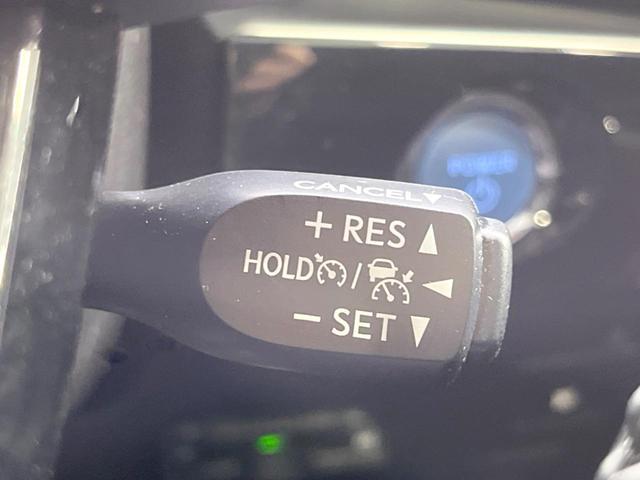 CANCEL▼
+ RES ▲
HOLD / ◀
− SET ▼
POWER